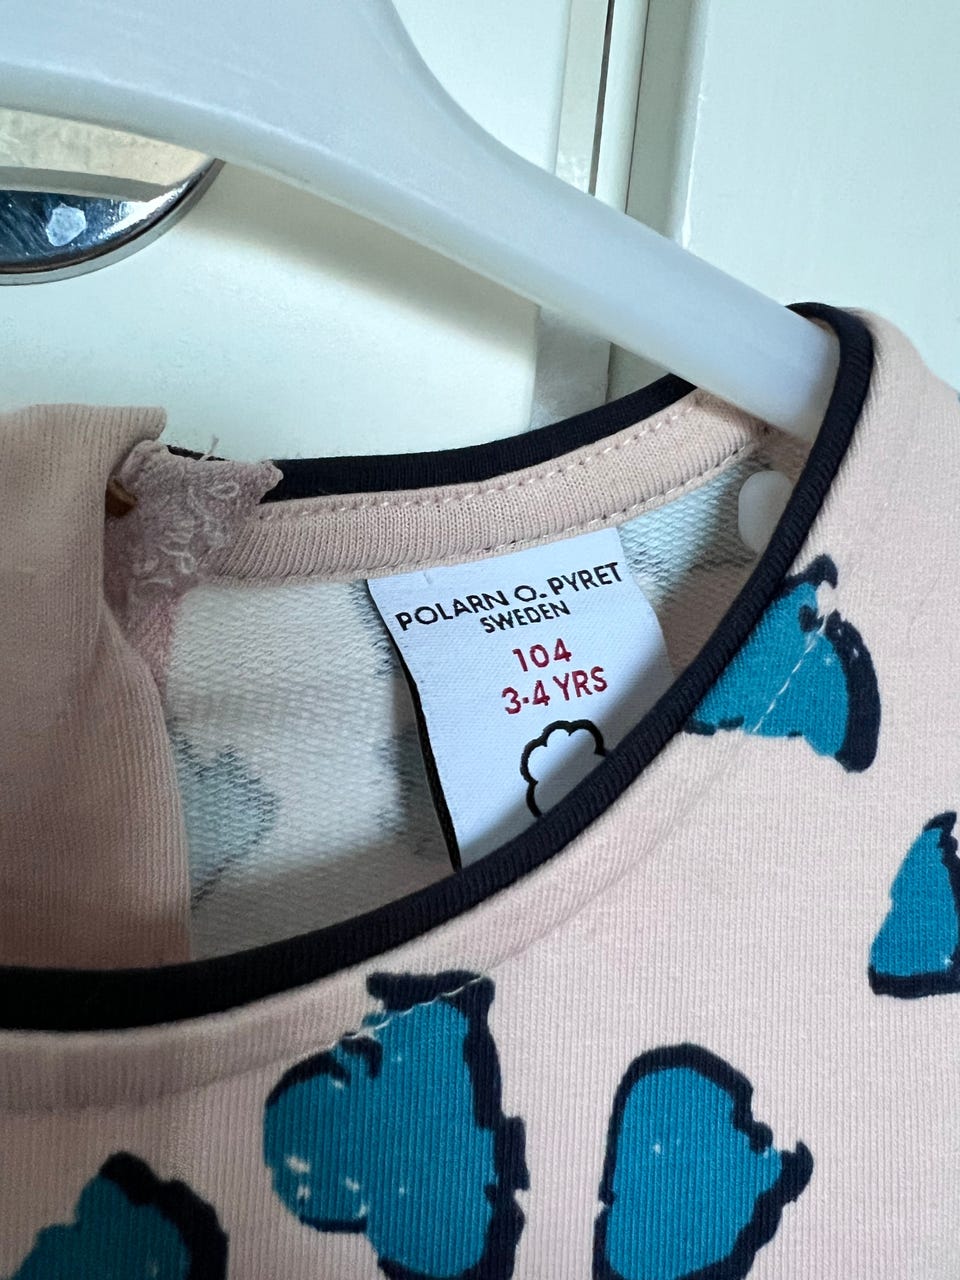 POLARN O. PYRET
SWEDEN
104
3-4 YRS